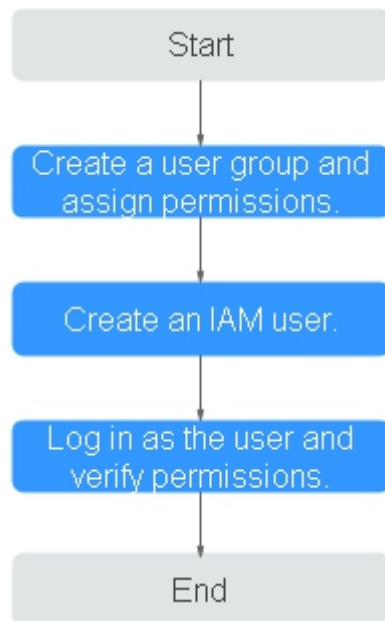 Start
Create a user group and
assign permissions.
Create an IAM user.
Log in as the user and
verify permissions.
End